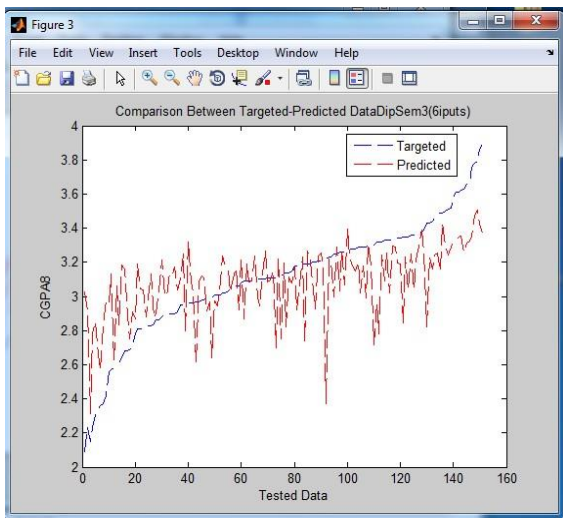 Figure 3
File Edit View Insert Tools Desktop Window Help
Comparison Between Targeted-Predicted DataDipSem3(6iputs)
4
3.8
3.6
3.4
3.2
3
2.8
2.6
2.4
2.2
2
CGPA8
Targeted
Predicted
0 20 40 60 80 100 120 140 160
Tested Data